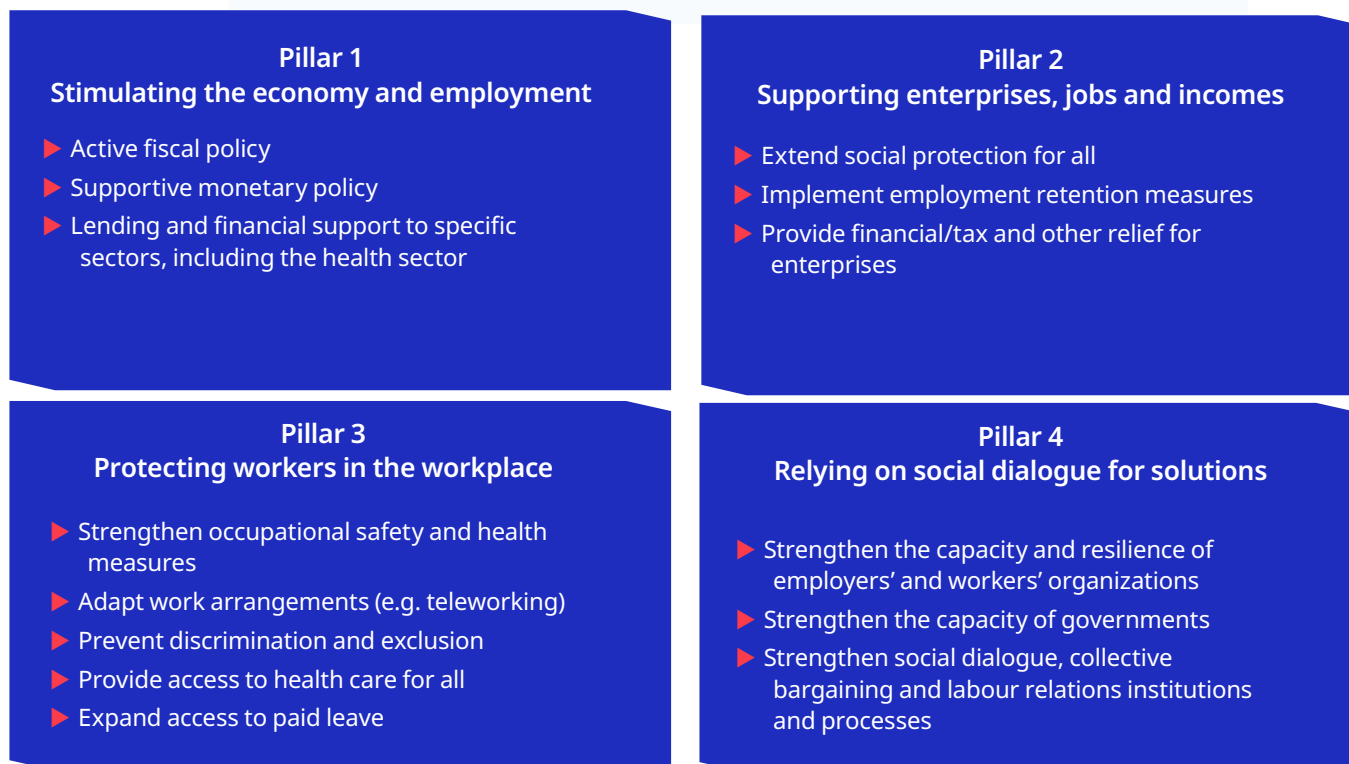 Pillar 1
Stimulating the economy and employment
▶ Active fiscal policy
▶ Supportive monetary policy
▶ Lending and financial support to specific
sectors, including the health sector
Pillar 2
Supporting enterprises, jobs and incomes
▶ Extend social protection for all
▶ Implement employment retention measures
▶ Provide financial/tax and other relief for
enterprises
Pillar 3
Protecting workers in the workplace
▶ Strengthen occupational safety and health
measures
▶ Adapt work arrangements (e.g. teleworking)
▶ Prevent discrimination and exclusion
▶ Provide access to health care for all
▶ Expand access to paid leave
Pillar 4
Relying on social dialogue for solutions
▶ Strengthen the capacity and resilience of
employers’ and workers’ organizations
▶ Strengthen the capacity of governments
▶ Strengthen social dialogue, collective
bargaining and labour relations institutions
and processes